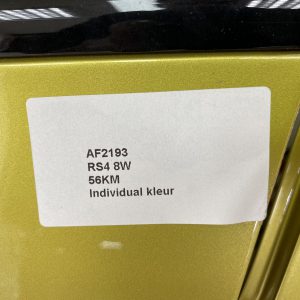 AF2193
RS4 8W
56KM
Individual kleur